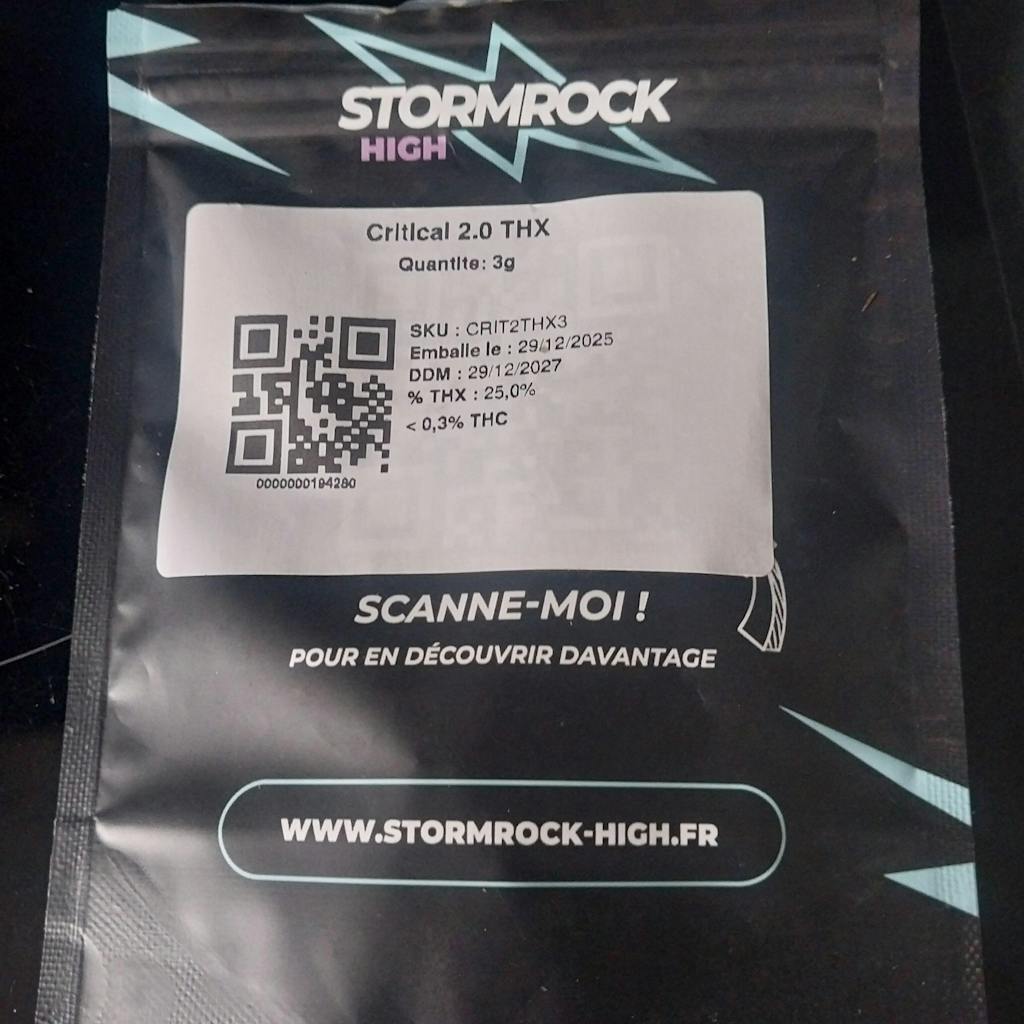 STORMROCK
HIGH
Critical 2.0 THX
Quantite: 3g
SKU : CRIT2THX3
Emballe le : 29/12/2025
DDM : 29/12/2027
% THX : 25,0%
< 0,3% THC
0000000194280
SCANNE-MOI !
POUR EN DÉCOUVRIR DAVANTAGE
WWW.STORMROCK-HIGH.FR